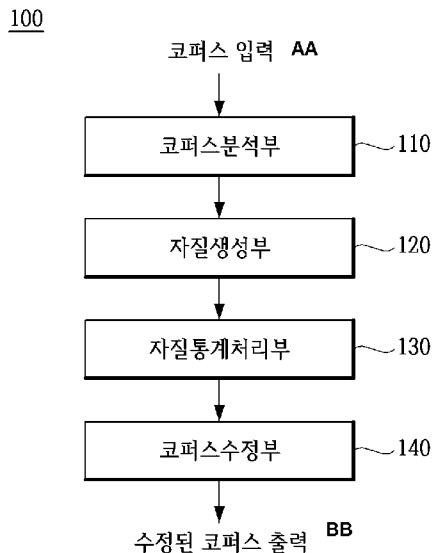 100
코퍼스 입력 AA
코퍼스분석부 110
자질생성부 120
자질통계처리부 130
코퍼스수정부 140
수정된 코퍼스 출력 BB